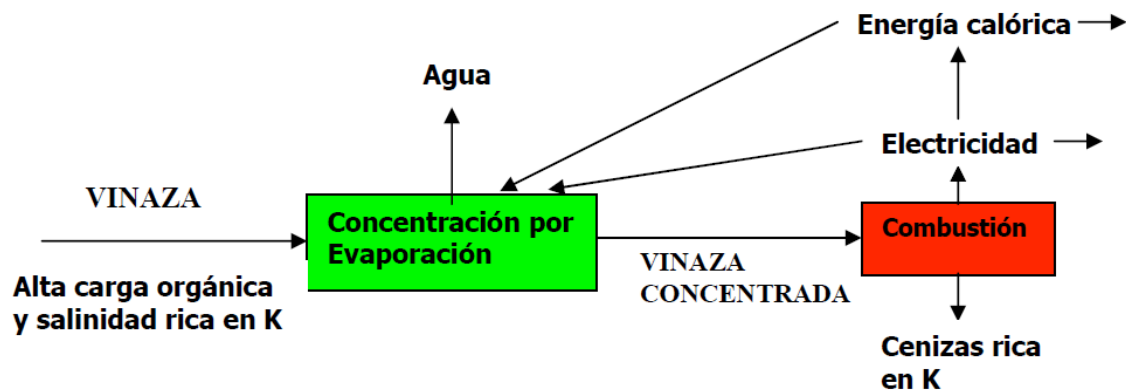 Energía calórica
Agua
Electricidad
VINAZA
Concentración por
Evaporación
Combustión
VINAZA
CONCENTRADA
Alta carga orgánica
y salinidad rica en K
Cenizas rica
en K